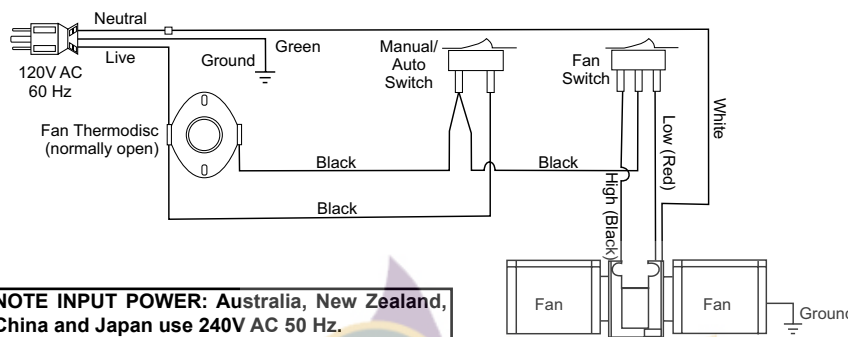 Neutral
Live
120V AC
60 Hz
Ground
Green
Manual/
Auto
Switch
Fan
Switch
Fan Thermodisc
(normally open)
Black
Black
Black
White
Low (Red)
High (Black)
Fan
Fan
Ground
NOTE INPUT POWER: Australia, New Zealand,
China and Japan use 240V AC 50 Hz.